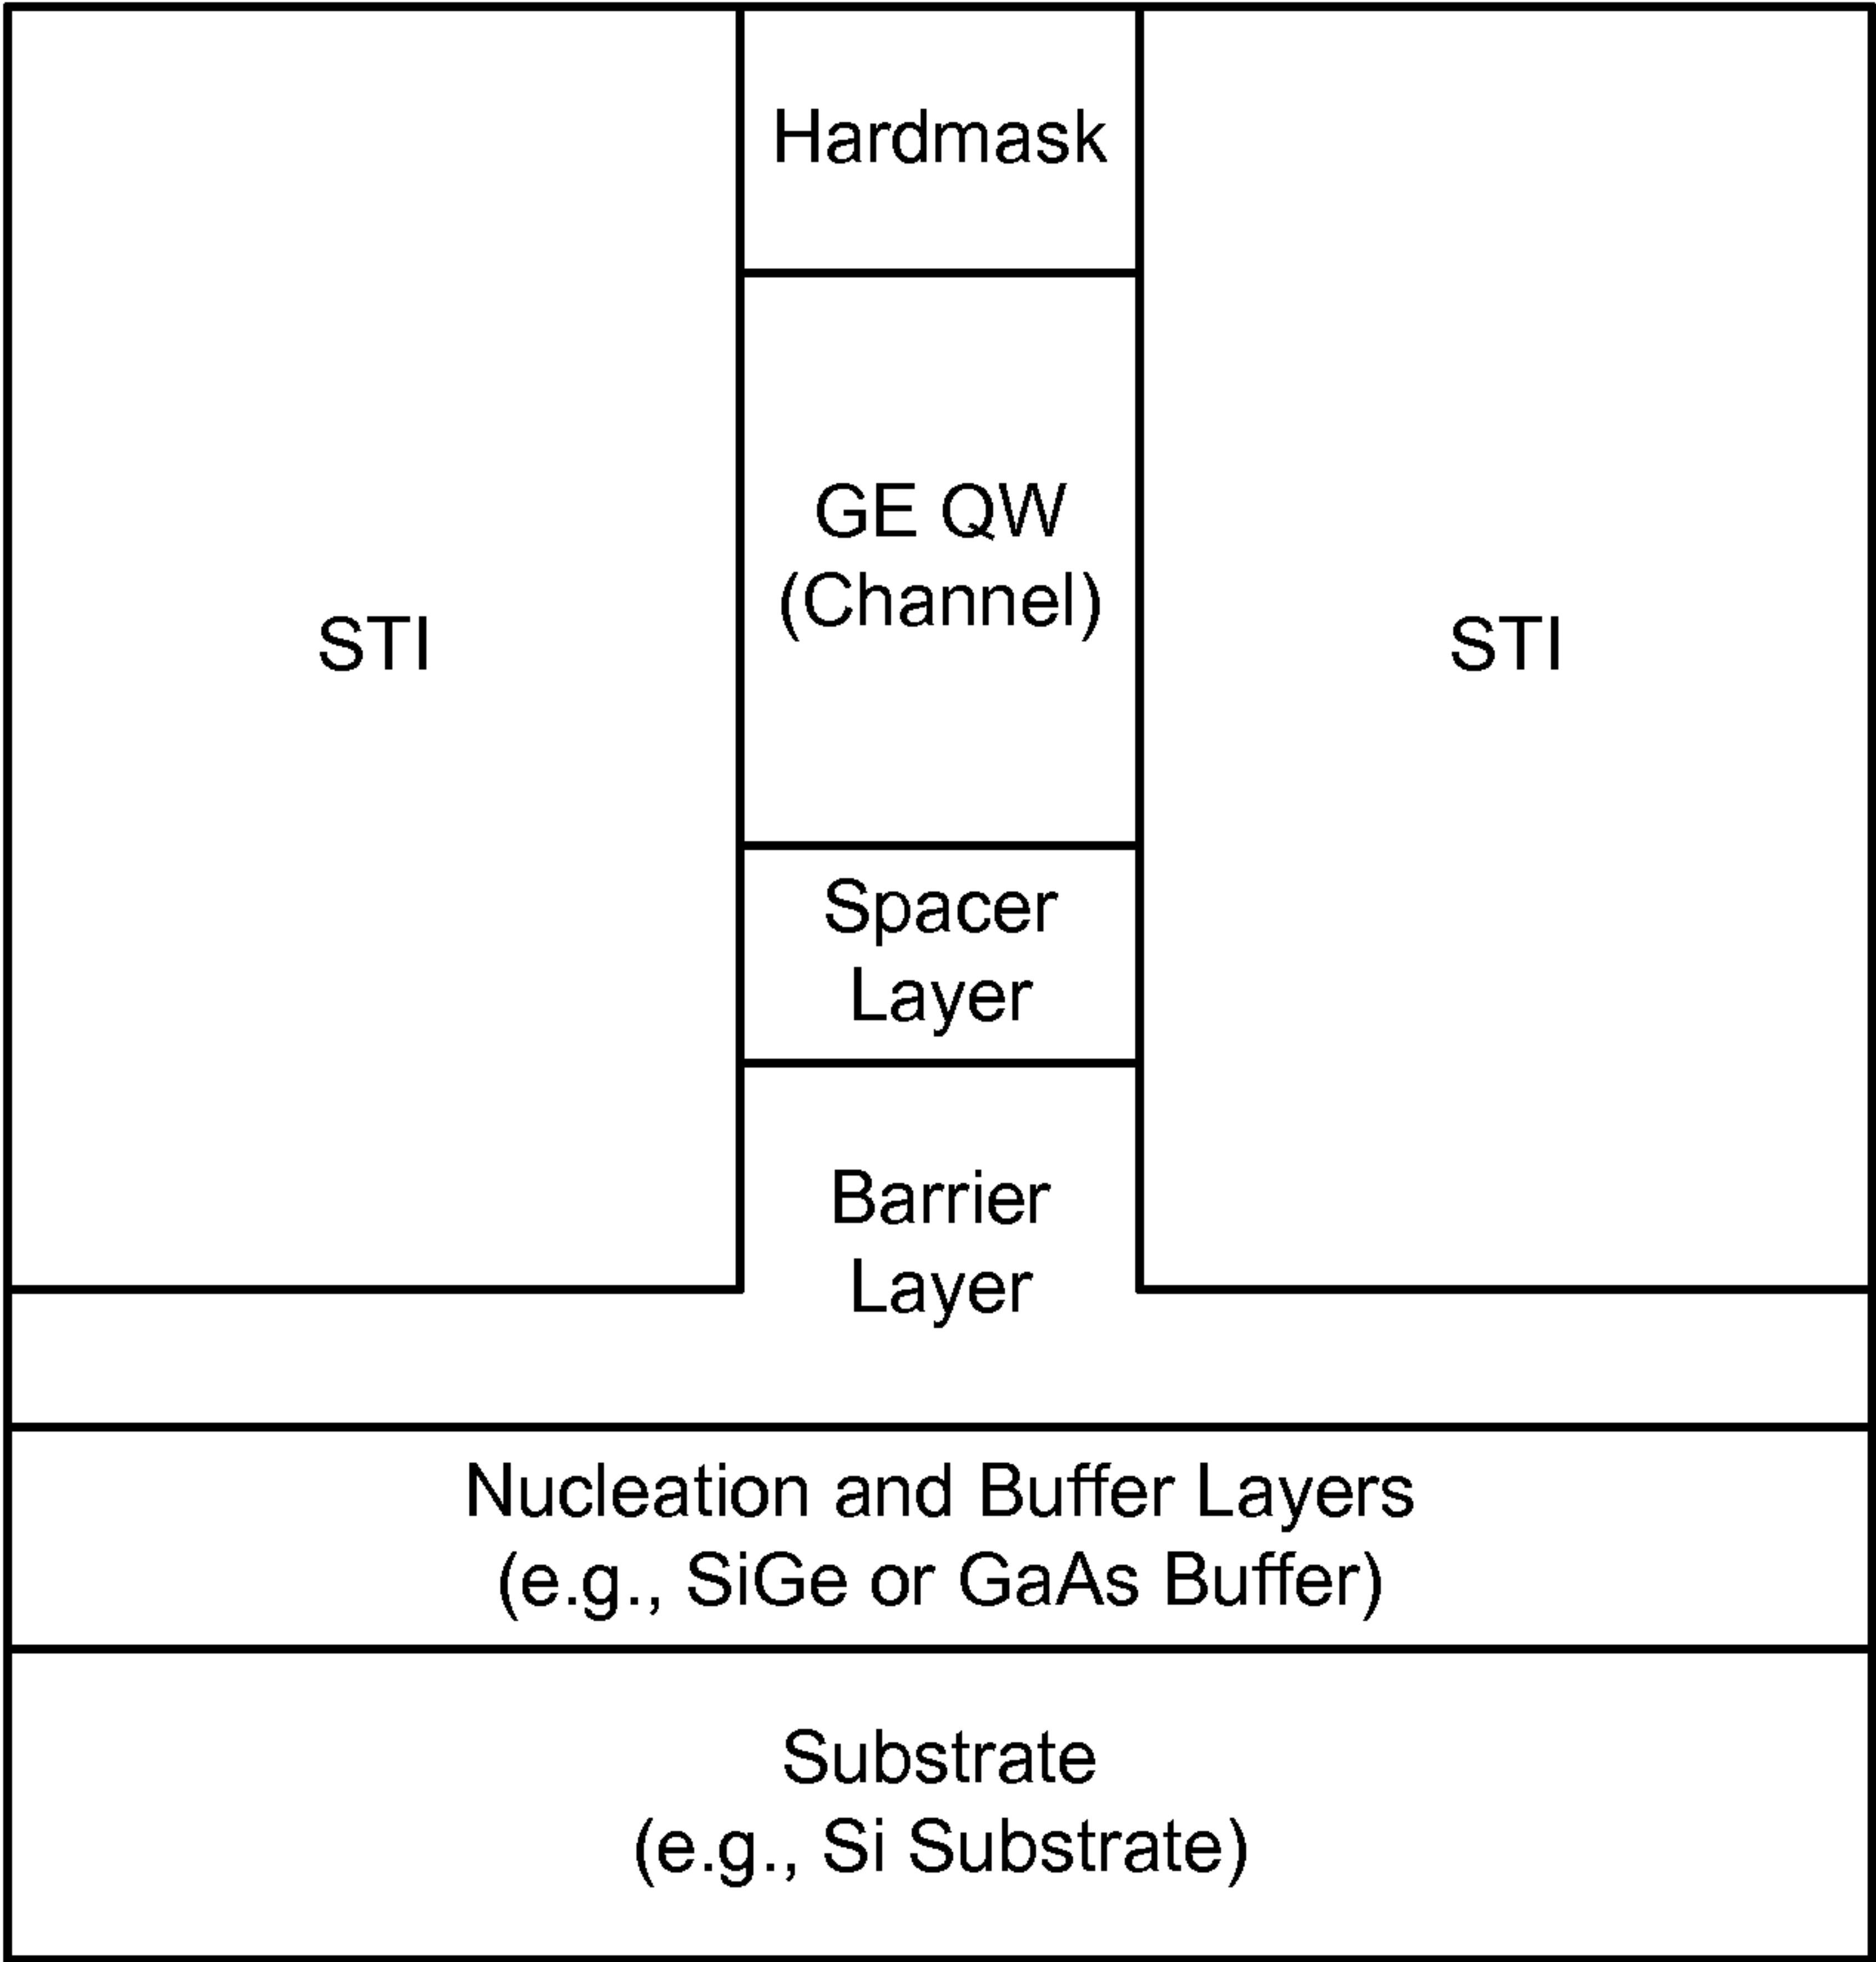 Hardmask
GE QW
(Channel)
STI
STI
Spacer
Layer
Barrier
Layer
Nucleation and Buffer Layers
(e.g., SiGe or GaAs Buffer)
Substrate
(e.g., Si Substrate)